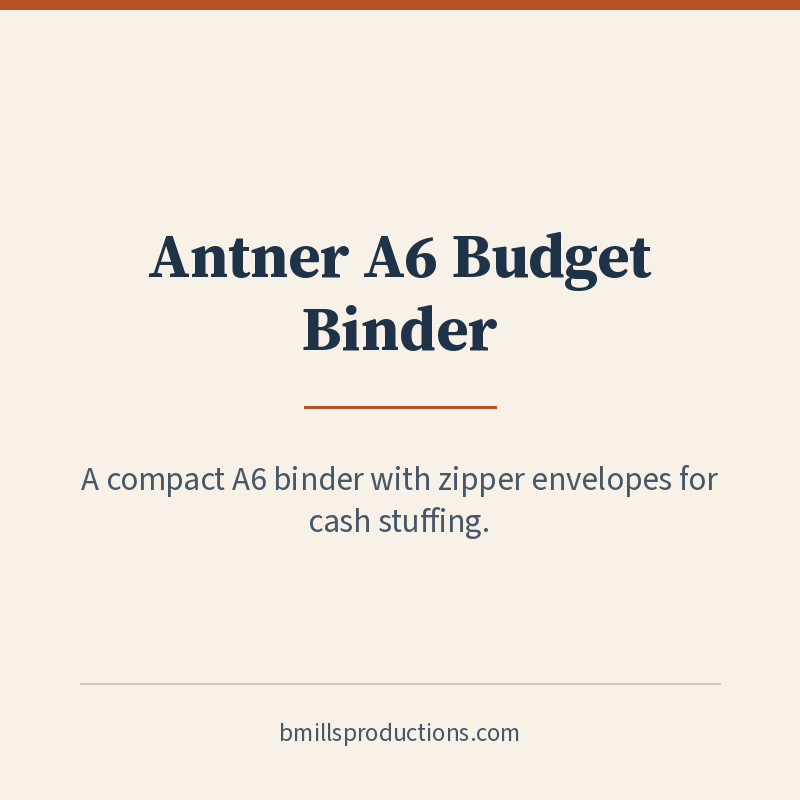 Antner A6 Budget
Binder
A compact A6 binder with zipper envelopes for
cash stuffing.
bmillsproductions.com